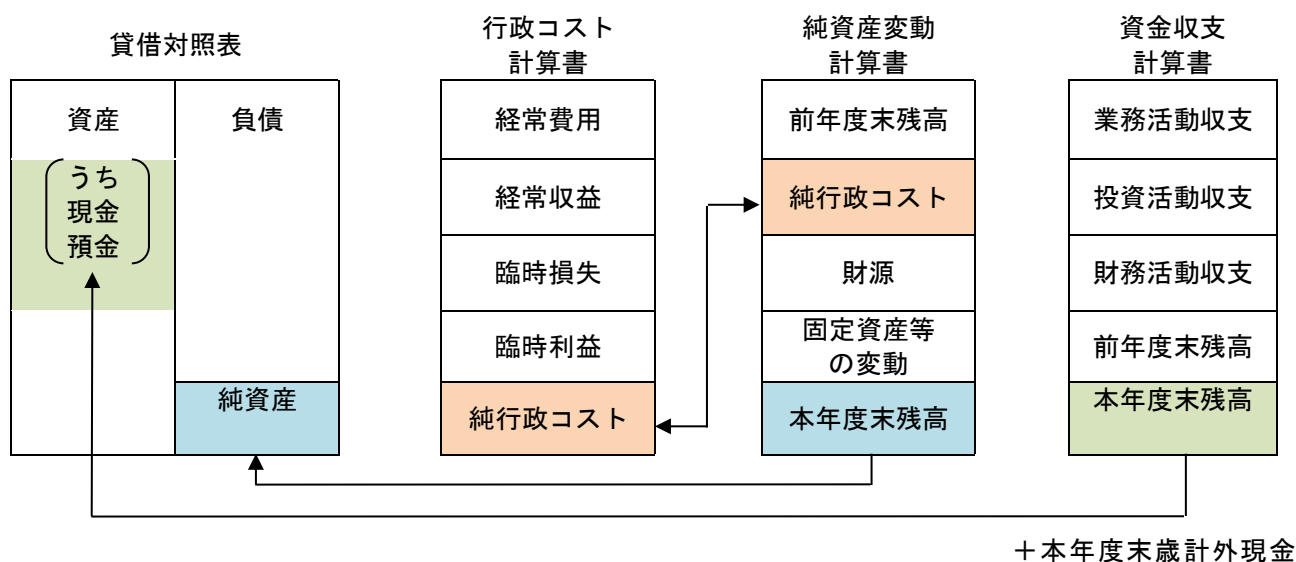 貸借対照表
資産
負債
うち
現金
預金
純資産
行政コスト
計算書
経常費用
経常収益
臨時損失
臨時利益
純行政コスト
純資産変動
計算書
前年度末残高
純行政コスト
財源
固定資産等
の変動
本年度末残高
資金収支
計算書
業務活動収支
投資活動収支
財務活動収支
前年度末残高
本年度末残高
＋本年度末歳計外現金